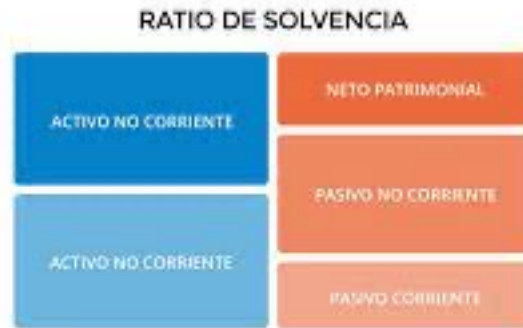 RATIO DE SOLVENCIA
ACTIVO NO CORRIENTE
NETO PATRIMONIAL
PASIVO NO CORRIENTE
ACTIVO NO CORRIENTE
PASIVO CORRIENTE